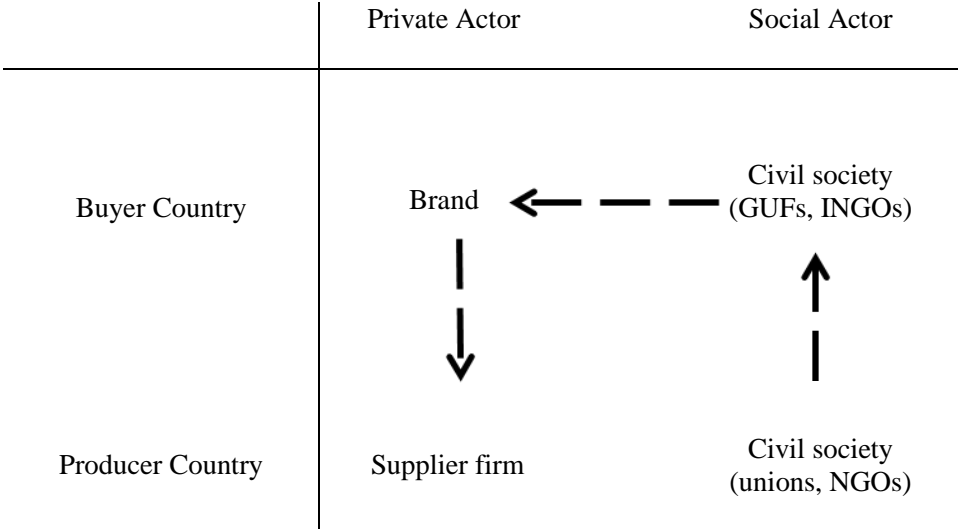 Private Actor
Social Actor
Buyer Country
Brand
Civil society
(GUFs, INGOs)
Producer Country
Supplier firm
Civil society
(unions, NGOs)